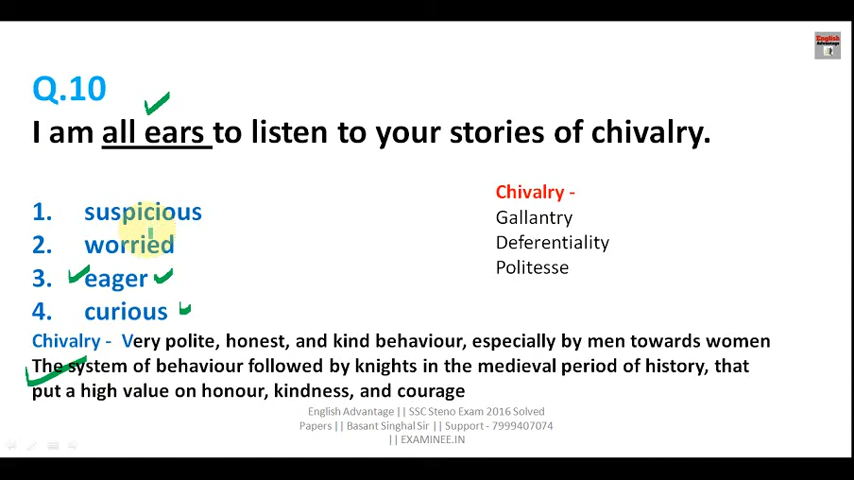 English
Advantage
Q.10
I am all ears to listen to your stories of chivalry.
1. suspicious
2. worried
3. eager
4. curious
Chivalry -
Gallantry
Deferentiality
Politesse
Chivalry - Very polite, honest, and kind behaviour, especially by men towards women
The system of behaviour followed by knights in the medieval period of history, that
put a high value on honour, kindness, and courage
English Advantage || SSC Steno Exam 2016 Solved
Papers || Basant Singhal Sir || Support - 7999407074
|| EXAMINEE.IN